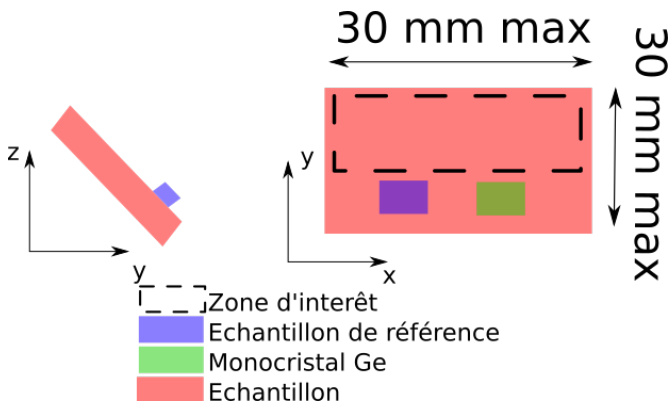 30 mm max
30 mm max
z
y
y
x
Zone d'interêt
Echantillon de référence
Monocristal Ge
Echantillon